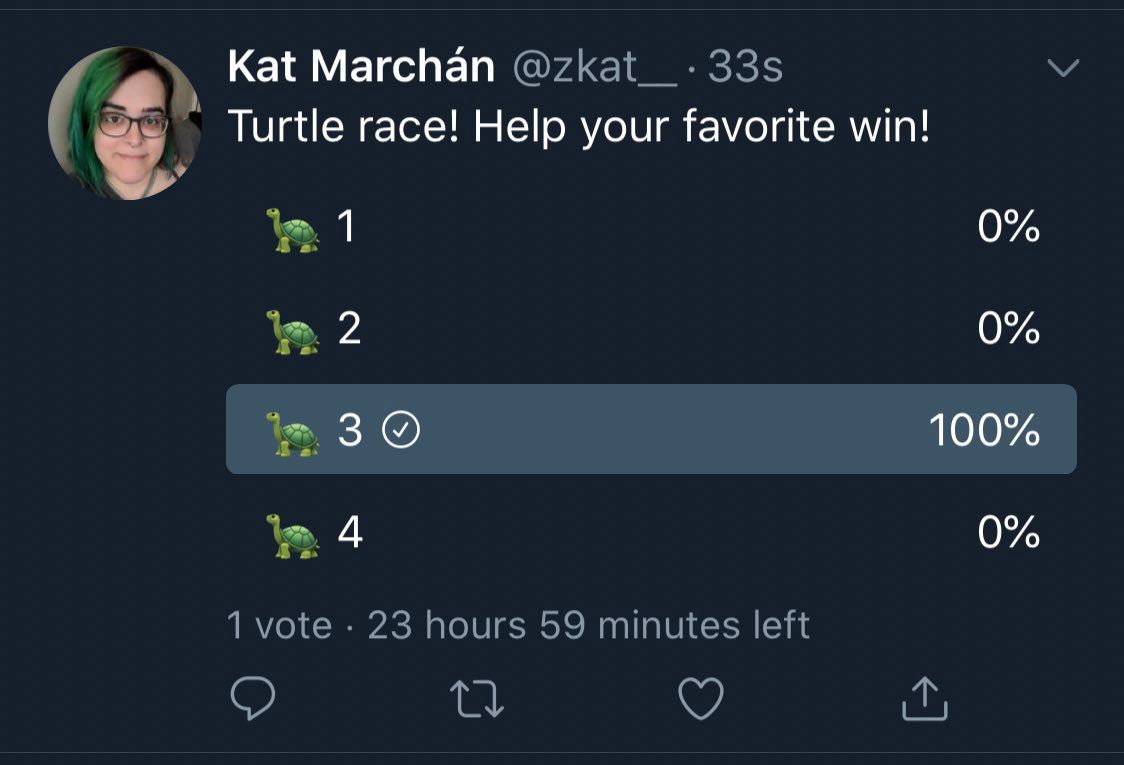 Kat Marchán @zkat__ · 33s
Turtle race! Help your favorite win!
🐢 1 0%
🐢 2 0%
🐢 3 100%
🐢 4 0%
1 vote · 23 hours 59 minutes left